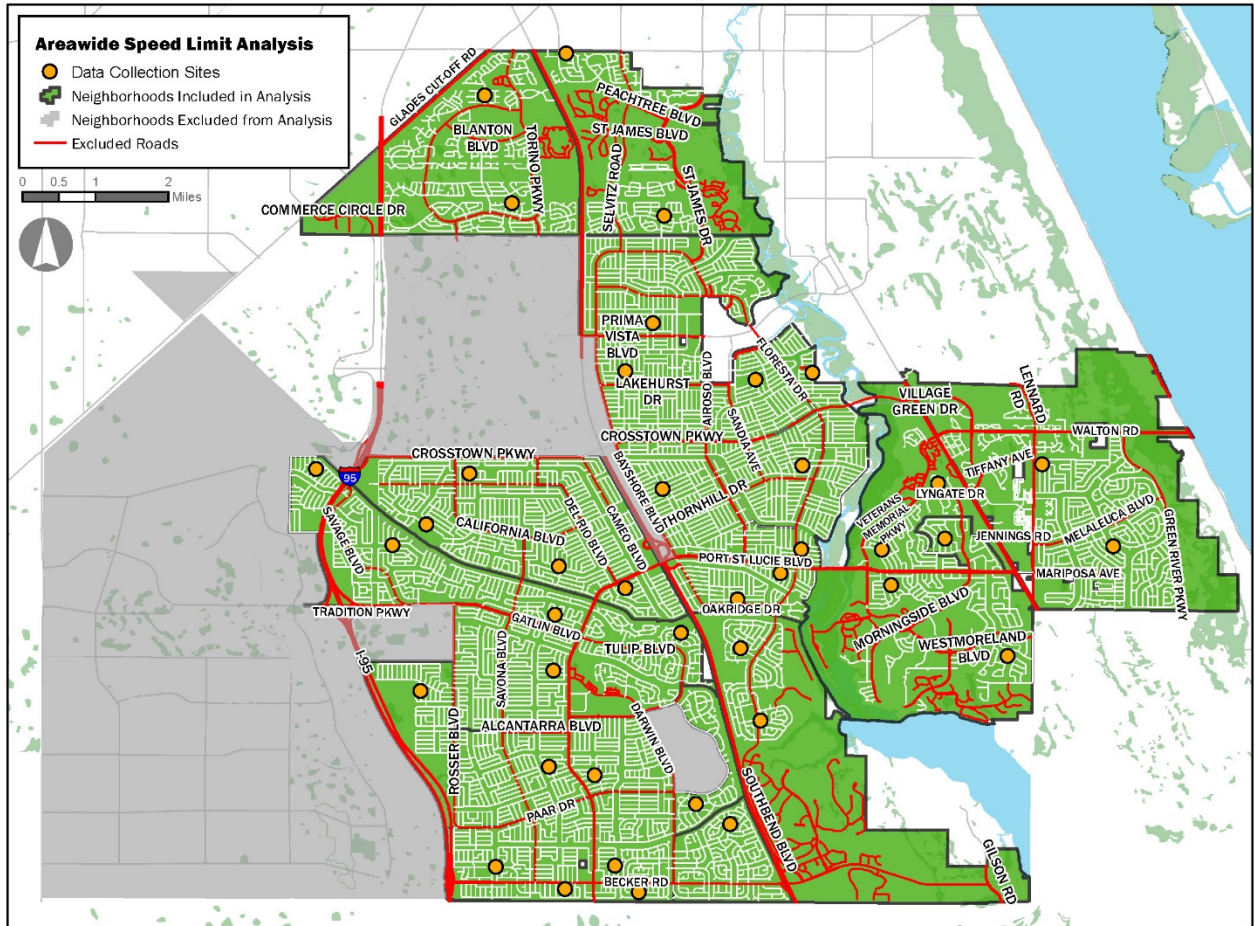 Areawide Speed Limit Analysis
Data Collection Sites
Neighborhoods Included in Analysis
Neighborhoods Excluded from Analysis
Excluded Roads
0 0.5 1 2
Miles
GLADES CUT-OFF RD
PEACHTREE BLVD
BLANTON
BLVD
TORINO PKWY
ST JAMES BLVD
SELVITZ ROAD
ST JAMES DR
COMMERCE CIRCLE DR
PRIMA
VISTA
BLVD
FLORESTA DR
LAKEHURST
DR
AIROSO BLVD
SANDIA AVE
VILLAGE
GREEN DR
LENNARD
RD
WALTON RD
CROSSTOWN PKWY
CROSSTOWN PKWY
BAYSHORE BLVD
TIFFANY AVE
95
THORNHILL DR
LYNGATE DR
VETERANS
MEMORIAL
PKWY
MELALEUCA BLVD
GREEN RIVER PKWY
SAVAGE BLVD
CALIFORNIA BLVD
DEL RIO BLVD
CAMEO BLVD
JENNINGS RD
PORT ST LUCIE BLVD
MARIPOSA AVE
TRADITION PKWY
OAKRIDGE DR
GATLIN BLVD
MORNINGSIDE BLVD
TULIP BLVD
WESTMORELAND
BLVD
I-95
SAVONA BLVD
ROSSER BLVD
ALCANTARRA BLVD
DARWIN BLVD
PAAR DR
SOUTHBEND BLVD
BECKER RD
GILSON RD